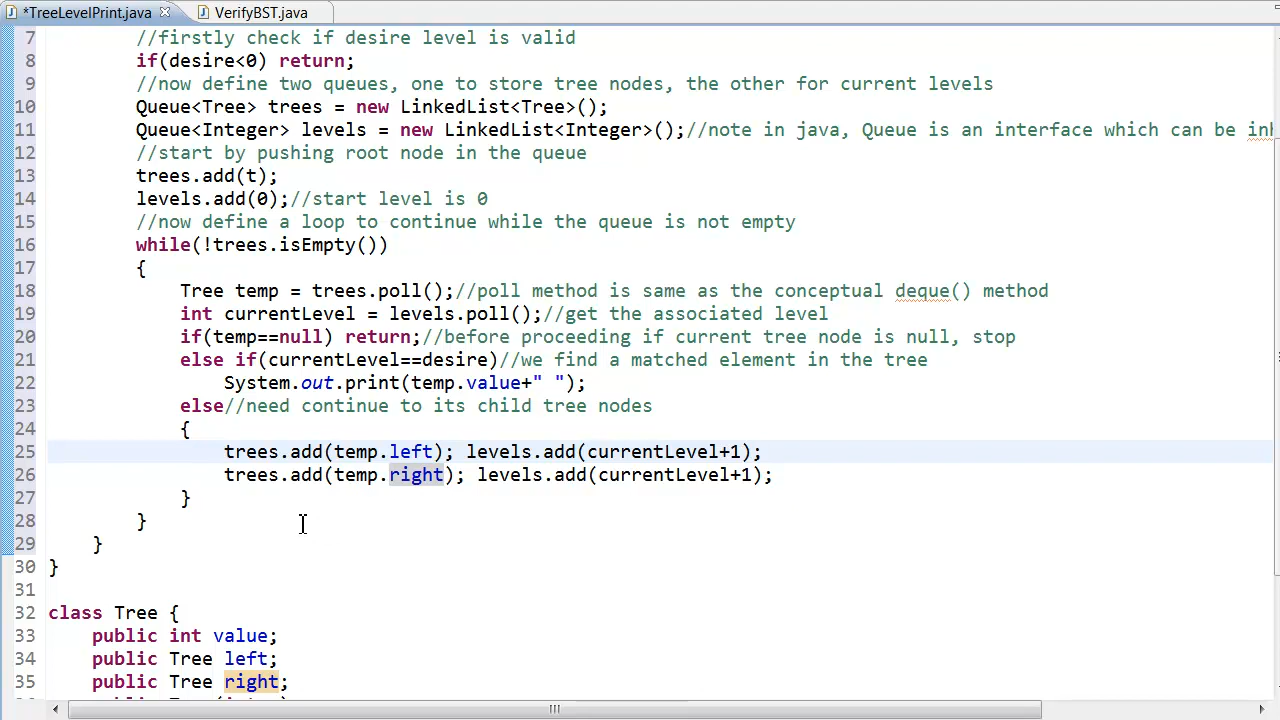 *TreeLevelPrint.java VerifyBST.java
7 //firstly check if desire level is valid
8 if(desire<0) return;
9 //now define two queues, one to store tree nodes, the other for current levels
10 Queue<Tree> trees = new LinkedList<Tree>();
11 Queue<Integer> levels = new LinkedList<Integer>();//note in java, Queue is an interface which can be inl
12 //start by pushing root node in the queue
13 trees.add(t);
14 levels.add(0);//start level is 0
15 //now define a loop to continue while the queue is not empty
16 while(!trees.isEmpty())
17 {
18 Tree temp = trees.poll();//poll method is same as the conceptual deque() method
19 int currentLevel = levels.poll();//get the associated level
20 if(temp==null) return;//before proceeding if current tree node is null, stop
21 else if(currentLevel==desire)//we find a matched element in the tree
22 System.out.print(temp.value+" ");
23 else//need continue to its child tree nodes
24 {
25 trees.add(temp.left); levels.add(currentLevel+1);
26 trees.add(temp.right); levels.add(currentLevel+1);
27 }
28 }
29 }
30 }
31
32 class Tree {
33 public int value;
34 public Tree left;
35 public Tree right;